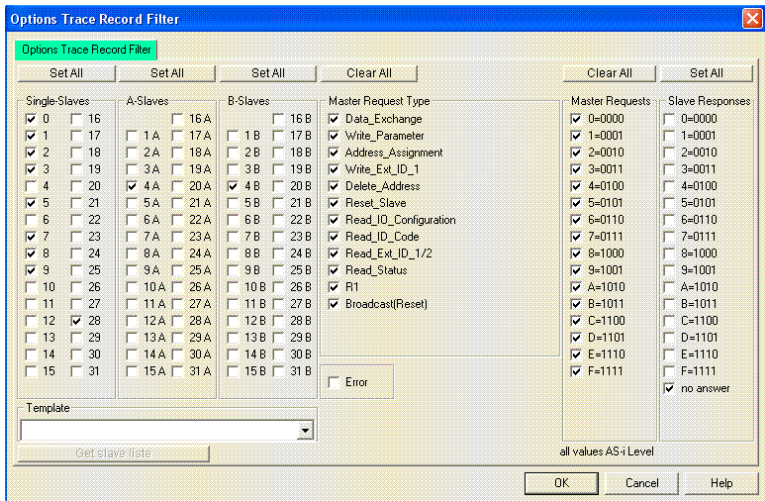 Options Trace Record Filter
Options Trace Record Filter
Set All Set All Set All Clear All Clear All Set All
Single-Slaves A-Slaves B-Slaves Master Request Type Master Requests Slave Responses
0 16 16 A 16 B Data_Exchange 0=0000 0=0000
1 17 1 A 17 A 1 B 17 B Write_Parameter 1=0001 1=0001
2 18 2 A 18 A 2 B 18 B Address_Assignment 2=0010 2=0010
3 19 3 A 19 A 3 B 19 B Write_Ext_ID_1 3=0011 3=0011
4 20 4 A 20 A 4 B 20 B Delete_Address 4=0100 4=0100
5 21 5 A 21 A 5 B 21 B Reset_Slave 5=0101 5=0101
6 22 6 A 22 A 6 B 22 B Read_IO_Configuration 6=0110 6=0110
7 23 7 A 23 A 7 B 23 B Read_ID_Code 7=0111 7=0111
8 24 8 A 24 A 8 B 24 B Read_Ext_ID_1/2 8=1000 8=1000
9 25 9 A 25 A 9 B 25 B Read_Status 9=1001 9=1001
10 26 10 A 26 A 10 B 26 B R1 A=1010 A=1010
11 27 11 A 27 A 11 B 27 B Broadcast(Reset) B=1011 B=1011
12 28 12 A 28 A 12 B 28 B C=1100 C=1100
13 29 13 A 29 A 13 B 29 B D=1101 D=1101
14 30 14 A 30 A 14 B 30 B E=1110 E=1110
15 31 15 A 31 A 15 B 31 B F=1111 F=1111
Error no answer
Template
Get slave liste all values AS-i Level
OK Cancel Help